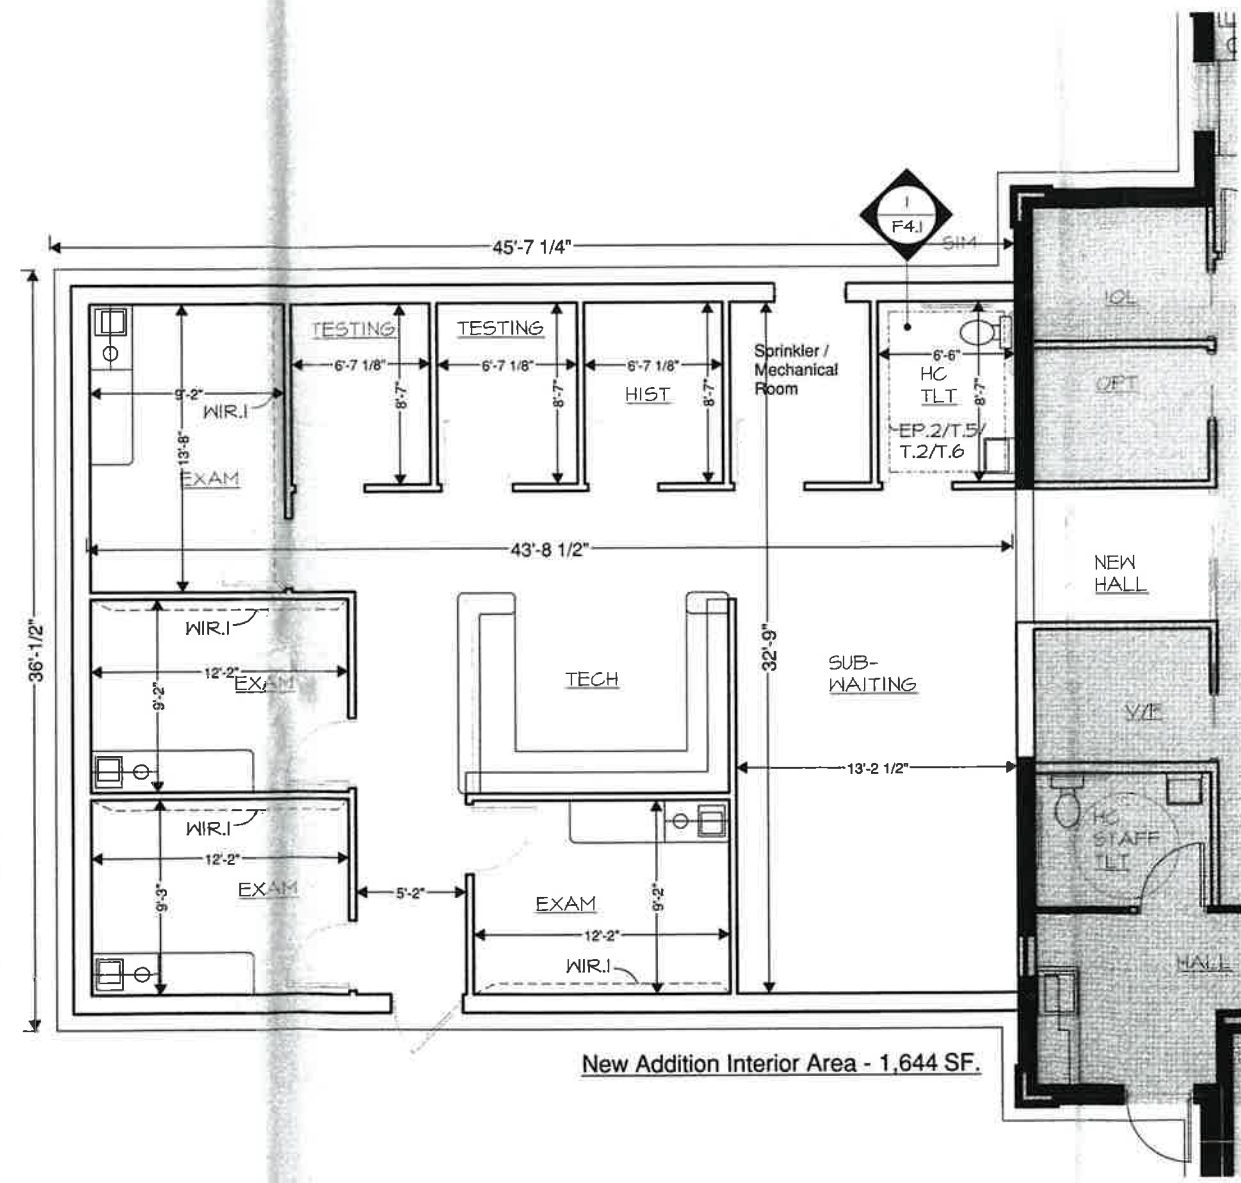 1
F4.1
SIM
45'-7 1/4"
IOL
TESTING
TESTING
6'-7 1/8"
6'-7 1/8"
6'-7 1/8"
8'-7"
8'-7"
8'-7"
HIST
Sprinkler /
Mechanical
Room
6'-6"
8'-7"
HC
TLT
EP.2/T.5/
T.2/T.6
OPT
9'-2"
WIR.1
13'-8"
EXAM
43'-8 1/2"
NEW
HALL
36'-1/2"
WIR.1
12'-2"
EXAM
9'-2"
TECH
32'-9"
SUB-
WAITING
V/F
13'-2 1/2"
WIR.1
12'-2"
9'-3"
EXAM
5'-2"
EXAM
9'-2"
12'-2"
WIR.1
HC
STAFF
TLT
HALL
New Addition Interior Area - 1,644 SF.